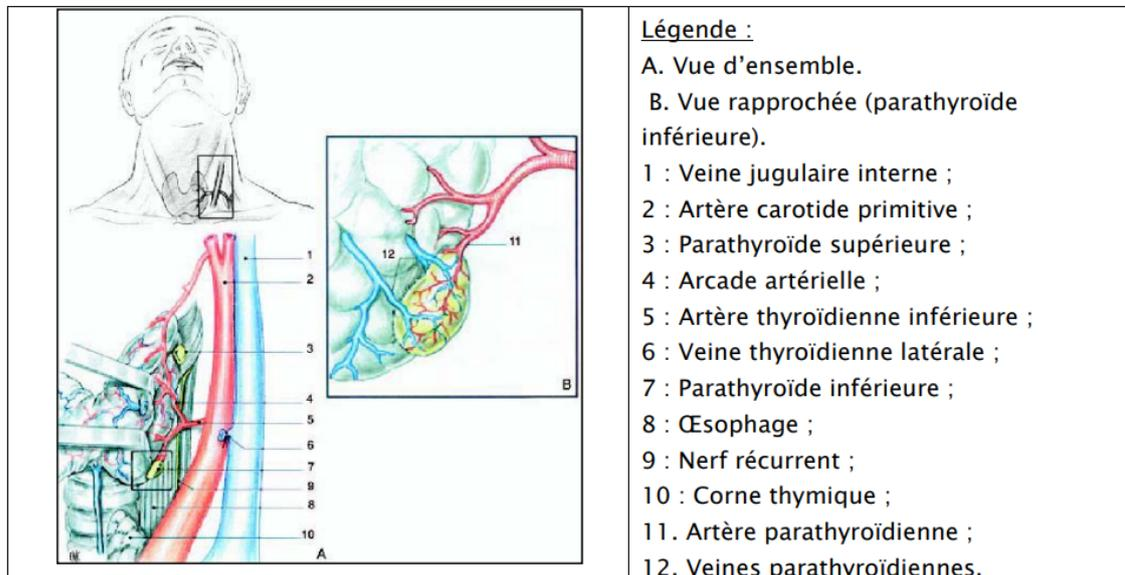 1
2
3
4
5
6
7
9
8
10
A
11
12
B
Légende :
A. Vue d’ensemble.
B. Vue rapprochée (parathyroïde
inférieure).
1 : Veine jugulaire interne ;
2 : Artère carotide primitive ;
3 : Parathyroïde supérieure ;
4 : Arcade artérielle ;
5 : Artère thyroïdienne inférieure ;
6 : Veine thyroïdienne latérale ;
7 : Parathyroïde inférieure ;
8 : Œsophage ;
9 : Nerf récurrent ;
10 : Corne thymique ;
11. Artère parathyroïdienne ;
12. Veines parathyroïdiennes.